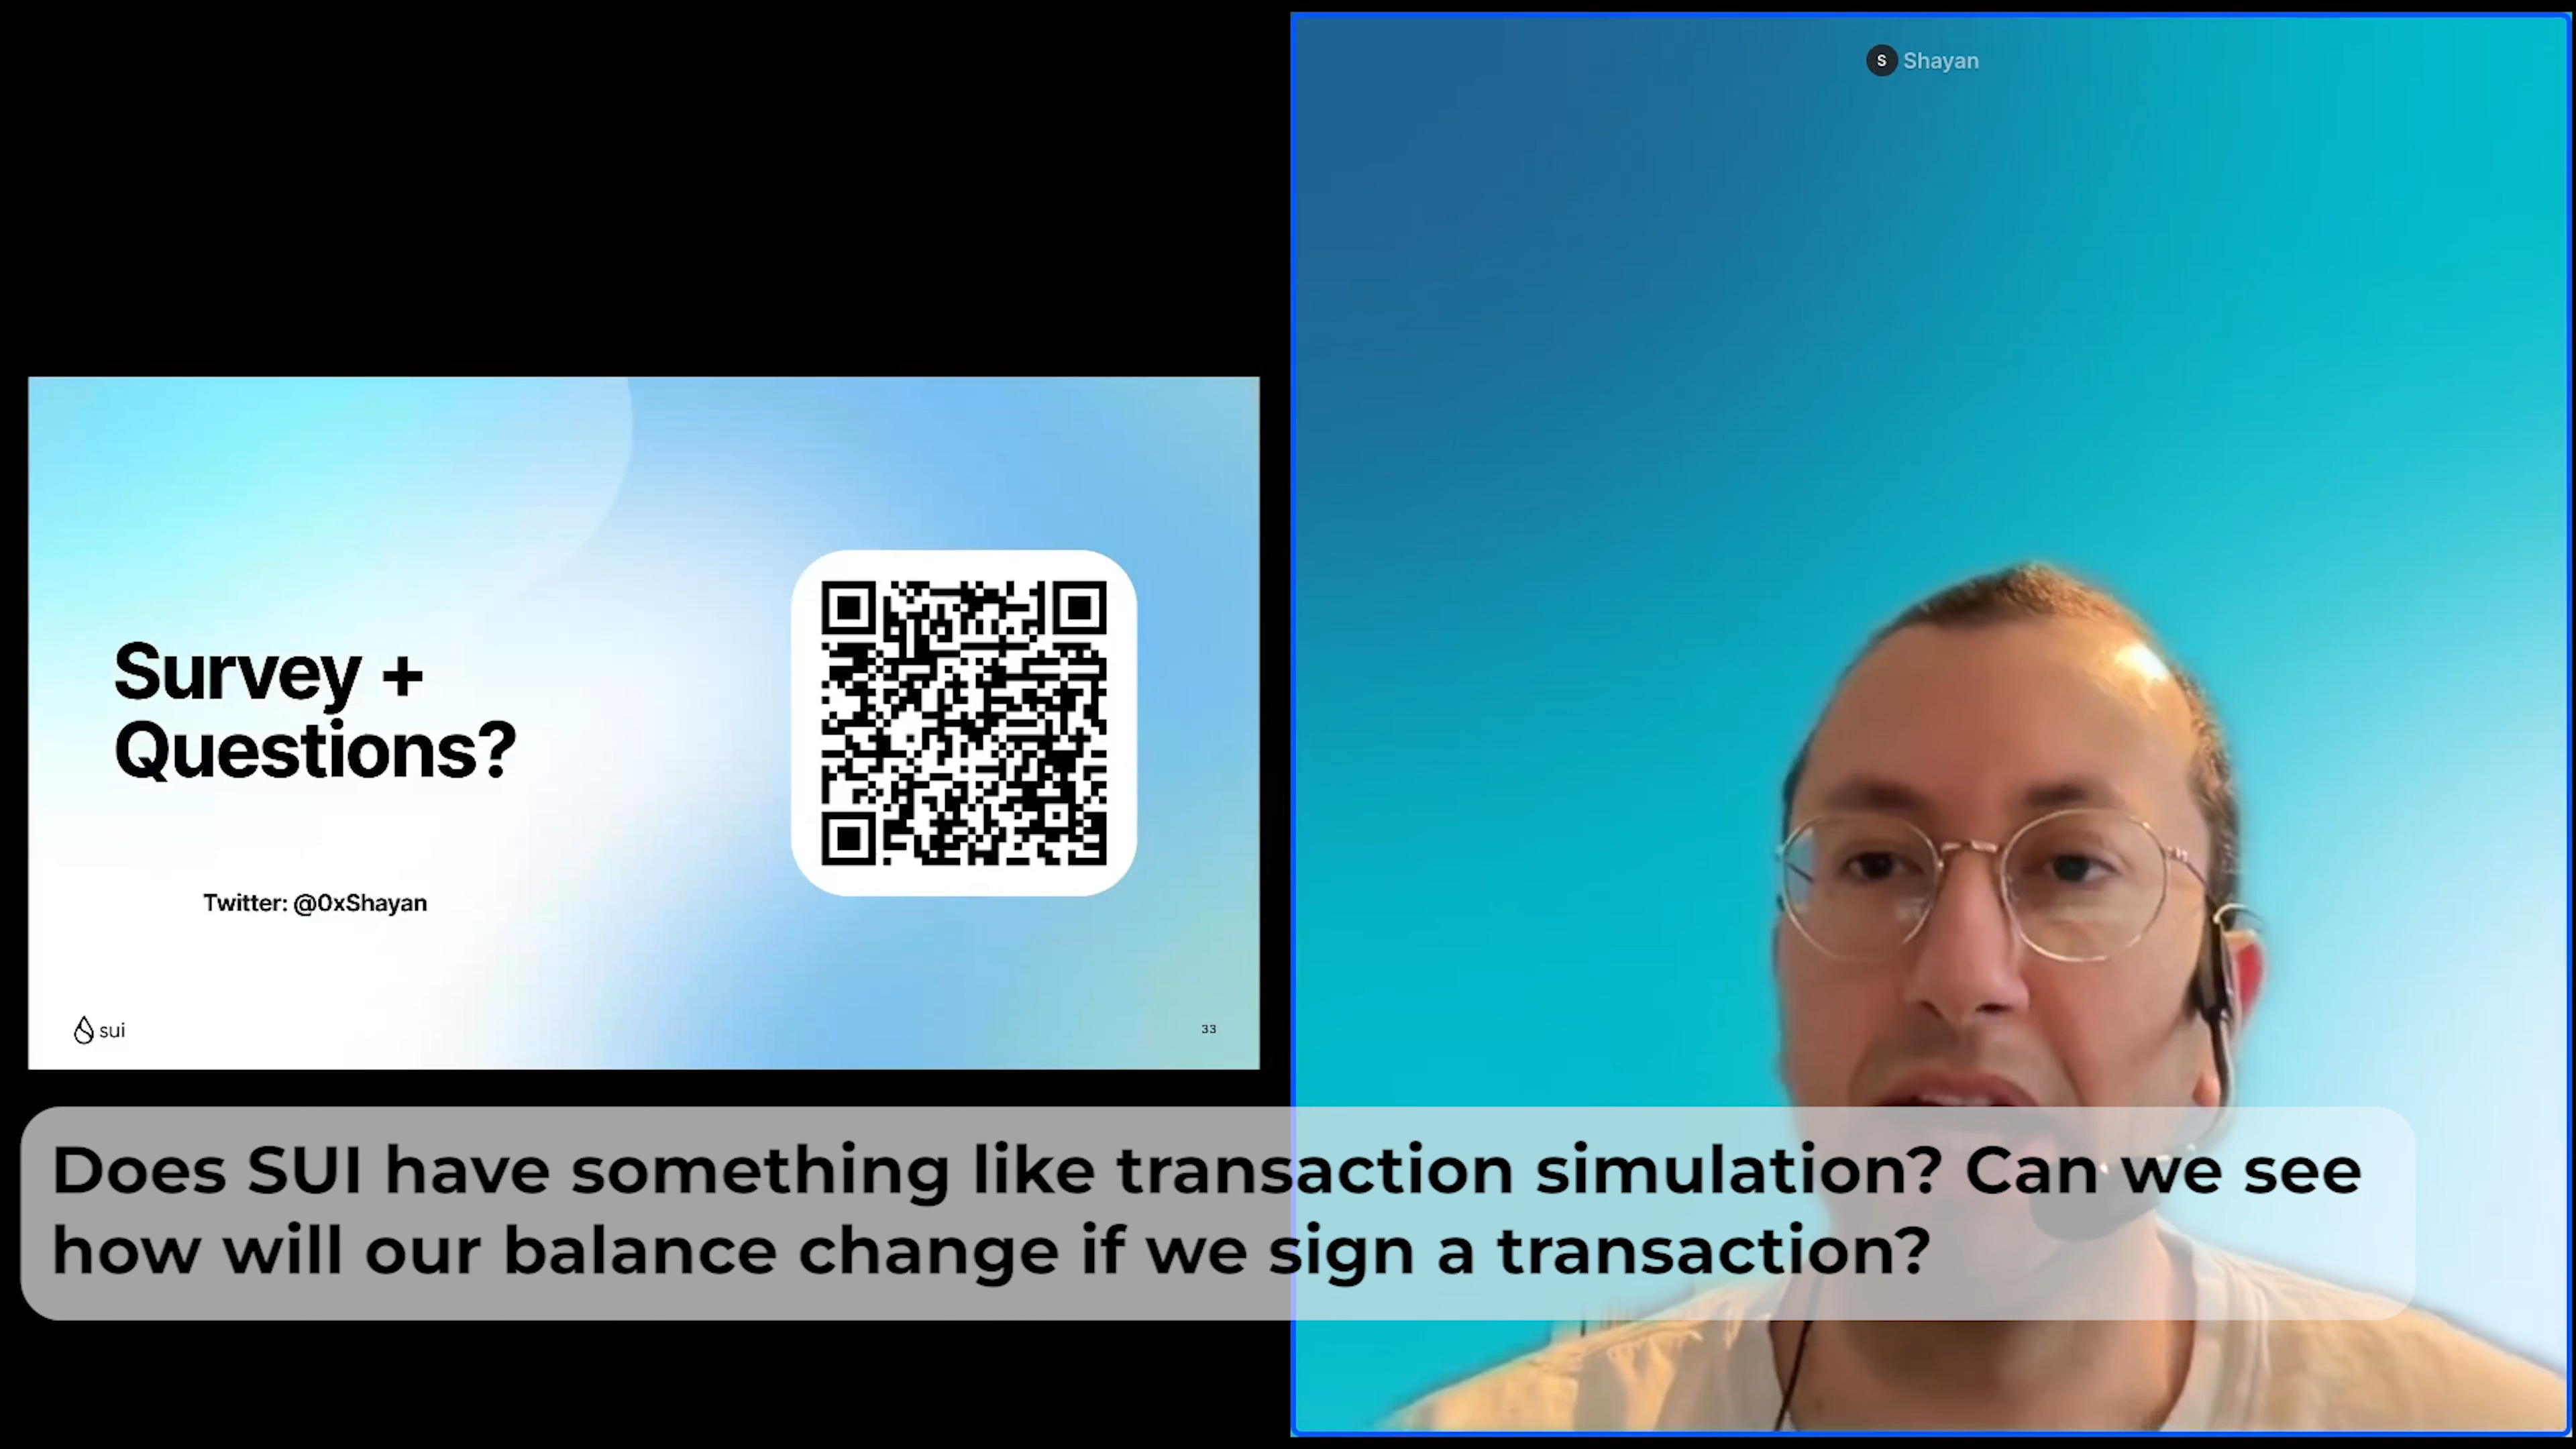 S Shayan
Survey +
Questions?
Twitter: @0xShayan
sui
33
Does SUI have something like transaction simulation? Can we see
how will our balance change if we sign a transaction?